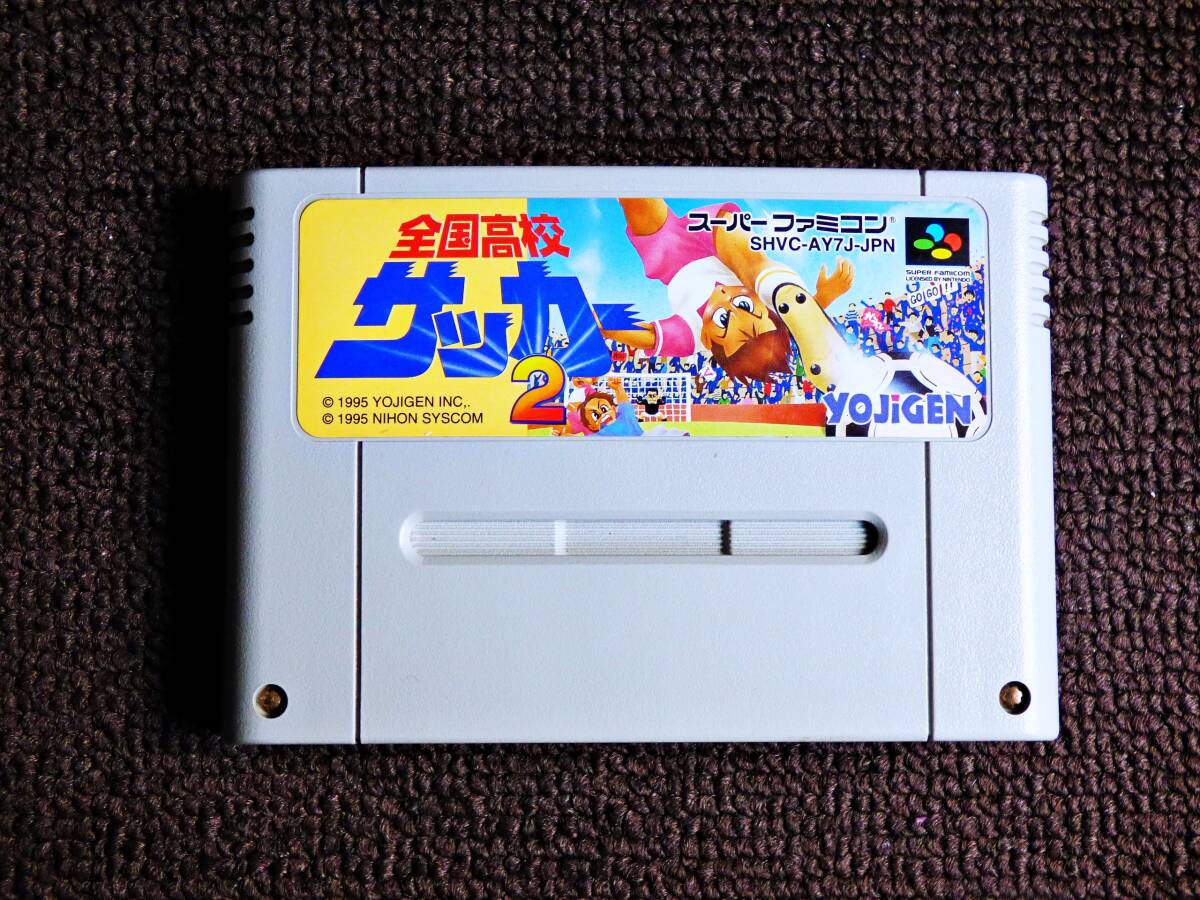 全国高校
サッカー
2
© 1995 YOJIGEN INC,.
© 1995 NIHON SYSCOM
スーパーファミコン®
SHVC-AY7J-JPN
SUPER FAMICOM
LICENSED BY NINTENDO
GO! GO!!!
YOJiGEN